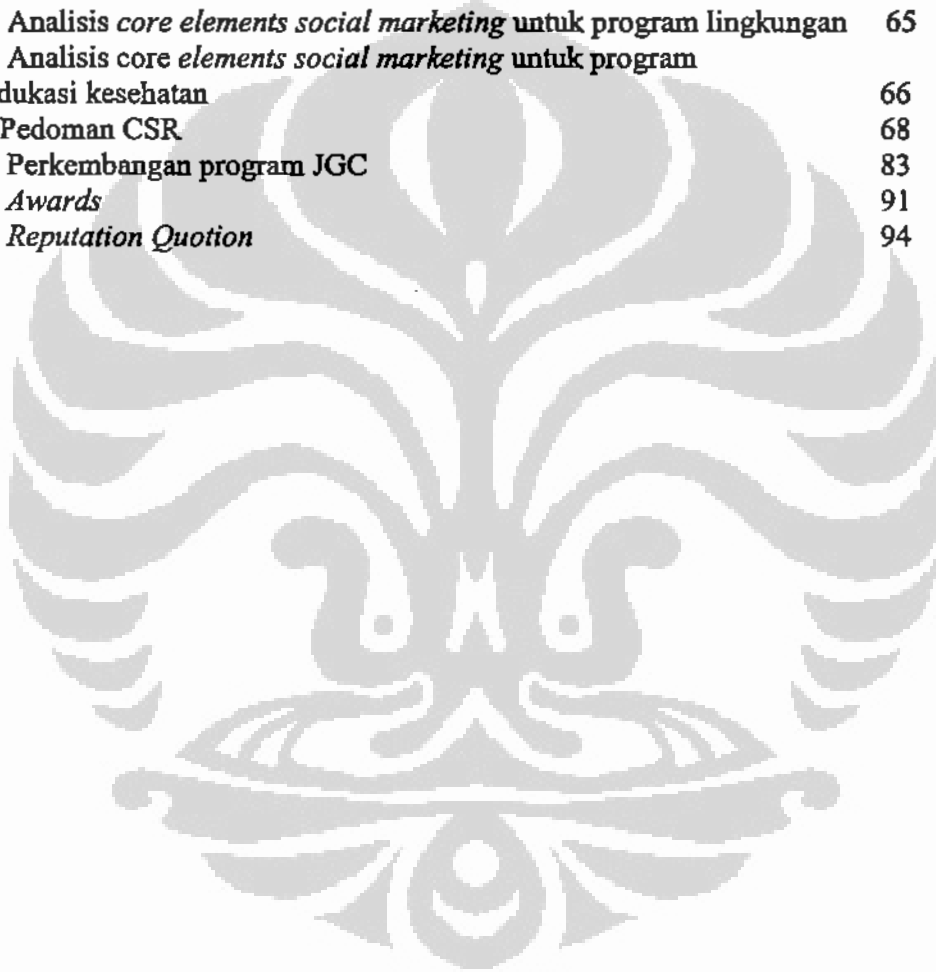 Analisis core elements social marketing untuk program lingkungan 65
Analisis core elements social marketing untuk program
dukasi kesehatan 66
Pedoman CSR 68
Perkembangan program JGC 83
Awards 91
Reputation Quotion 94